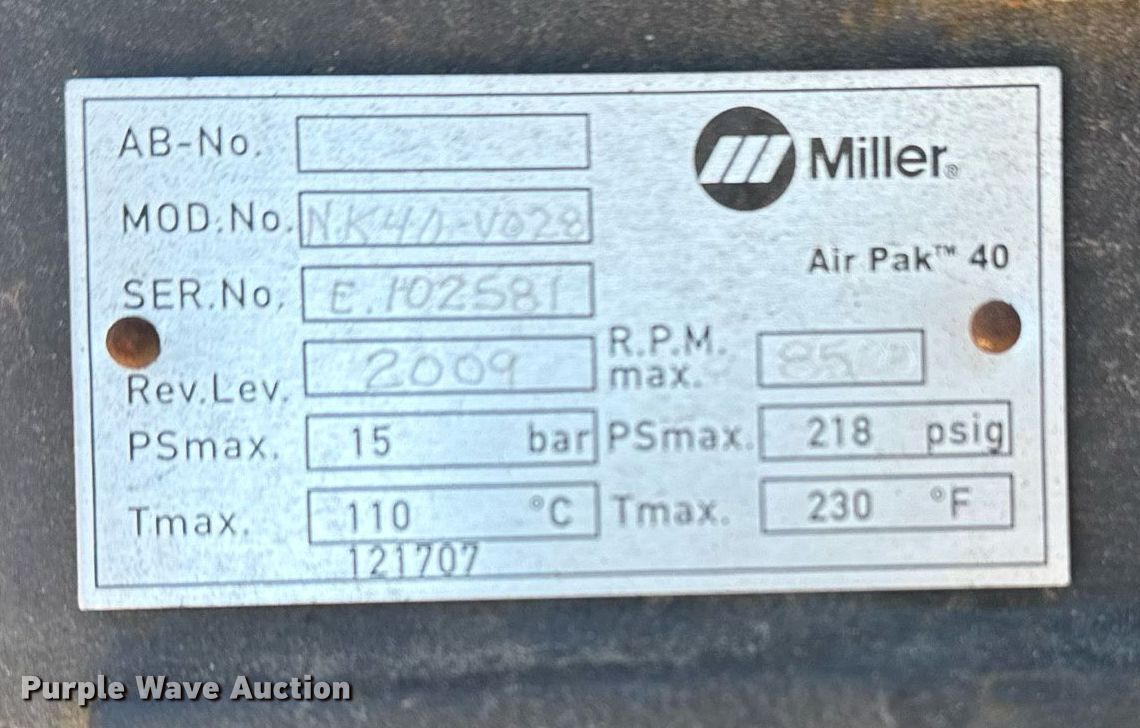 AB-No.
Miller®
MOD.No. NK40-V028
Air Pak™ 40
SER.No. E.102581
Rev.Lev. 2009 R.P.M. max.
PSmax. 15 bar PSmax. 218 psig
Tmax. 110 °C Tmax. 230 °F
121707
Purple Wave Auction